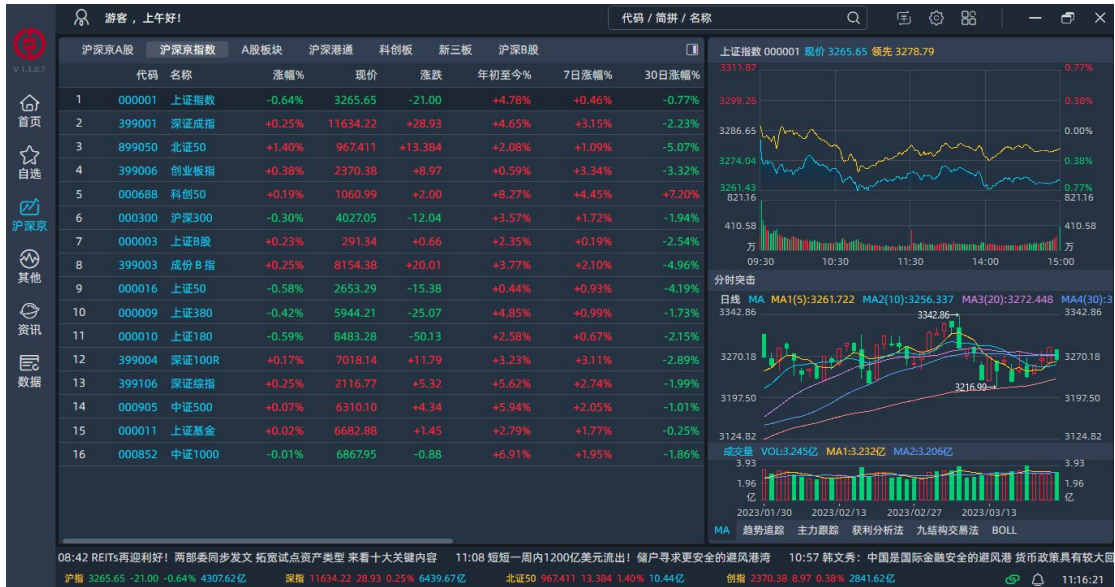 游客 , 上午好!
代码 / 简拼 / 名称
V 1.3.0.7
首页
自选
沪深京
其他
资讯
数据
沪深京A股 沪深京指数 A股板块 沪深港通 科创板 新三板 沪深B股
代码 名称 涨幅% 现价 涨跌 年初至今% 7日涨幅% 30日涨幅%
1 000001 上证指数 -0.64% 3265.65 -21.00 +4.78% +0.46% -0.77%
2 399001 深证成指 +0.25% 11634.22 +28.93 +4.65% +3.15% -2.23%
3 899050 北证50 +1.40% 967.411 +13.384 +2.08% +1.09% -5.07%
4 399006 创业板指 +0.38% 2370.38 +8.97 +0.59% +3.34% -3.32%
5 000688 科创50 +0.19% 1060.99 +2.00 +8.27% +4.45% +7.20%
6 000300 沪深300 -0.30% 4027.05 -12.04 +3.57% +1.72% -1.94%
7 000003 上证B股 +0.23% 291.34 +0.66 +2.35% +0.19% -2.54%
8 399003 成份B指 +0.25% 8154.38 +20.01 +3.77% +2.10% -4.96%
9 000016 上证50 -0.58% 2653.29 -15.38 +0.44% +0.93% -4.19%
10 000009 上证380 -0.42% 5944.21 -25.07 +4.85% +0.99% -1.73%
11 000010 上证180 -0.59% 8483.28 -50.13 +2.58% +0.67% -2.15%
12 399004 深证100R +0.17% 7018.14 +11.79 +3.23% +3.11% -2.89%
13 399106 深证综指 +0.25% 2116.77 +5.32 +5.62% +2.74% -1.99%
14 000905 中证500 +0.07% 6310.10 +4.34 +5.94% +2.05% -1.01%
15 000011 上证基金 +0.02% 6682.88 +1.45 +2.79% +1.77% -0.25%
16 000852 中证1000 -0.01% 6867.95 -0.88 +6.91% +1.95% -1.86%
上证指数 000001 现价 3265.65 领先 3278.79
3311.87 0.77%
3299.26 0.38%
3286.65 0.00%
3274.04 0.38%
3261.43 0.77%
821.16 821.16
410.58 410.58
万 万
09:30 10:30 11:30 14:00 15:00
分时突击
日线 MA MA1(5):3261.722 MA2(10):3256.337 MA3(20):3272.448 MA4(30):3
3342.86 3342.86 3342.86
3270.18 3270.18
3216.99
3197.50 3197.50
3124.82 3124.82
成交量 VOL:3.245亿 MA1:3.232亿 MA2:3.206亿
3.93 3.93
1.96 1.96
亿 亿
2023/01/30 2023/02/13 2023/02/27 2023/03/13
MA 趋势追踪 主力跟踪 获利分析法 九结构交易法 BOLL
08:42 REITs再迎利好！两部委同步发文 拓宽试点资产类型 来看十大关键内容 11:08 短短一周内1200亿美元流出！储户寻求更安全的避风港湾 10:57 韩文秀：中国是国际金融安全的避风港 货币政策具有较大回
沪指 3265.65 -21.00 -0.64% 4307.62亿 深指 11634.22 28.93 0.25% 6439.67亿 北证50 967.411 13.384 1.40% 10.44亿 创指 2370.38 8.97 0.38% 2841.62亿 11:16:21